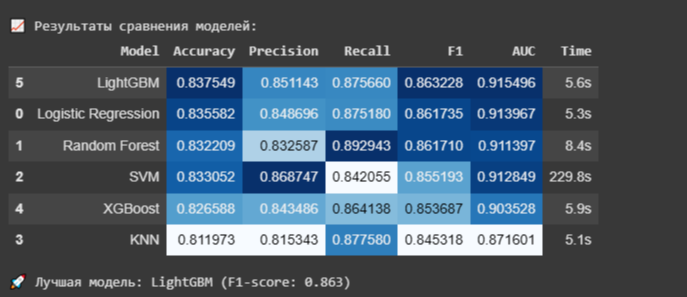 📈 Результаты сравнения моделей:
Model Accuracy Precision Recall F1 AUC Time
5 LightGBM 0.837549 0.851143 0.875660 0.863228 0.915496 5.6s
0 Logistic Regression 0.835582 0.848696 0.875180 0.861735 0.913967 5.3s
1 Random Forest 0.832209 0.832587 0.892943 0.861710 0.911397 8.4s
2 SVM 0.833052 0.868747 0.842055 0.855193 0.912849 229.8s
4 XGBoost 0.826588 0.843486 0.864138 0.853687 0.903528 5.9s
3 KNN 0.811973 0.815343 0.877580 0.845318 0.871601 5.1s
🚀 Лучшая модель: LightGBM (F1-score: 0.863)